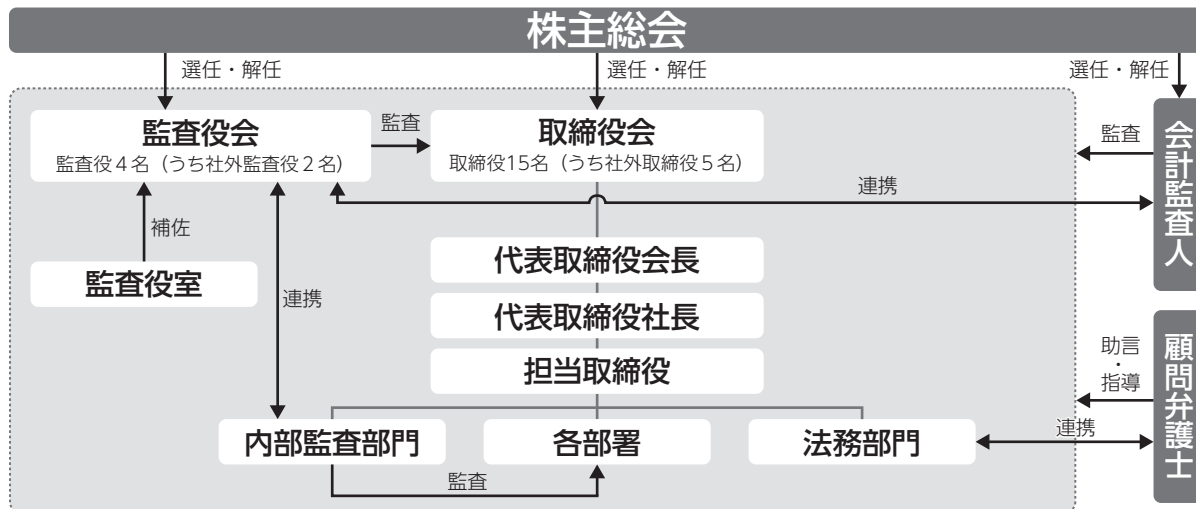 株主総会
選任・解任
選任・解任
選任・解任
監査役会
監査役４名（うち社外監査役２名）
監査
取締役会
取締役15名（うち社外取締役５名）
監査
会計監査人
連携
補佐
監査役室
連携
代表取締役会長
代表取締役社長
担当取締役
助言
・
指導
顧問弁護士
内部監査部門
各部署
法務部門
連携
監査